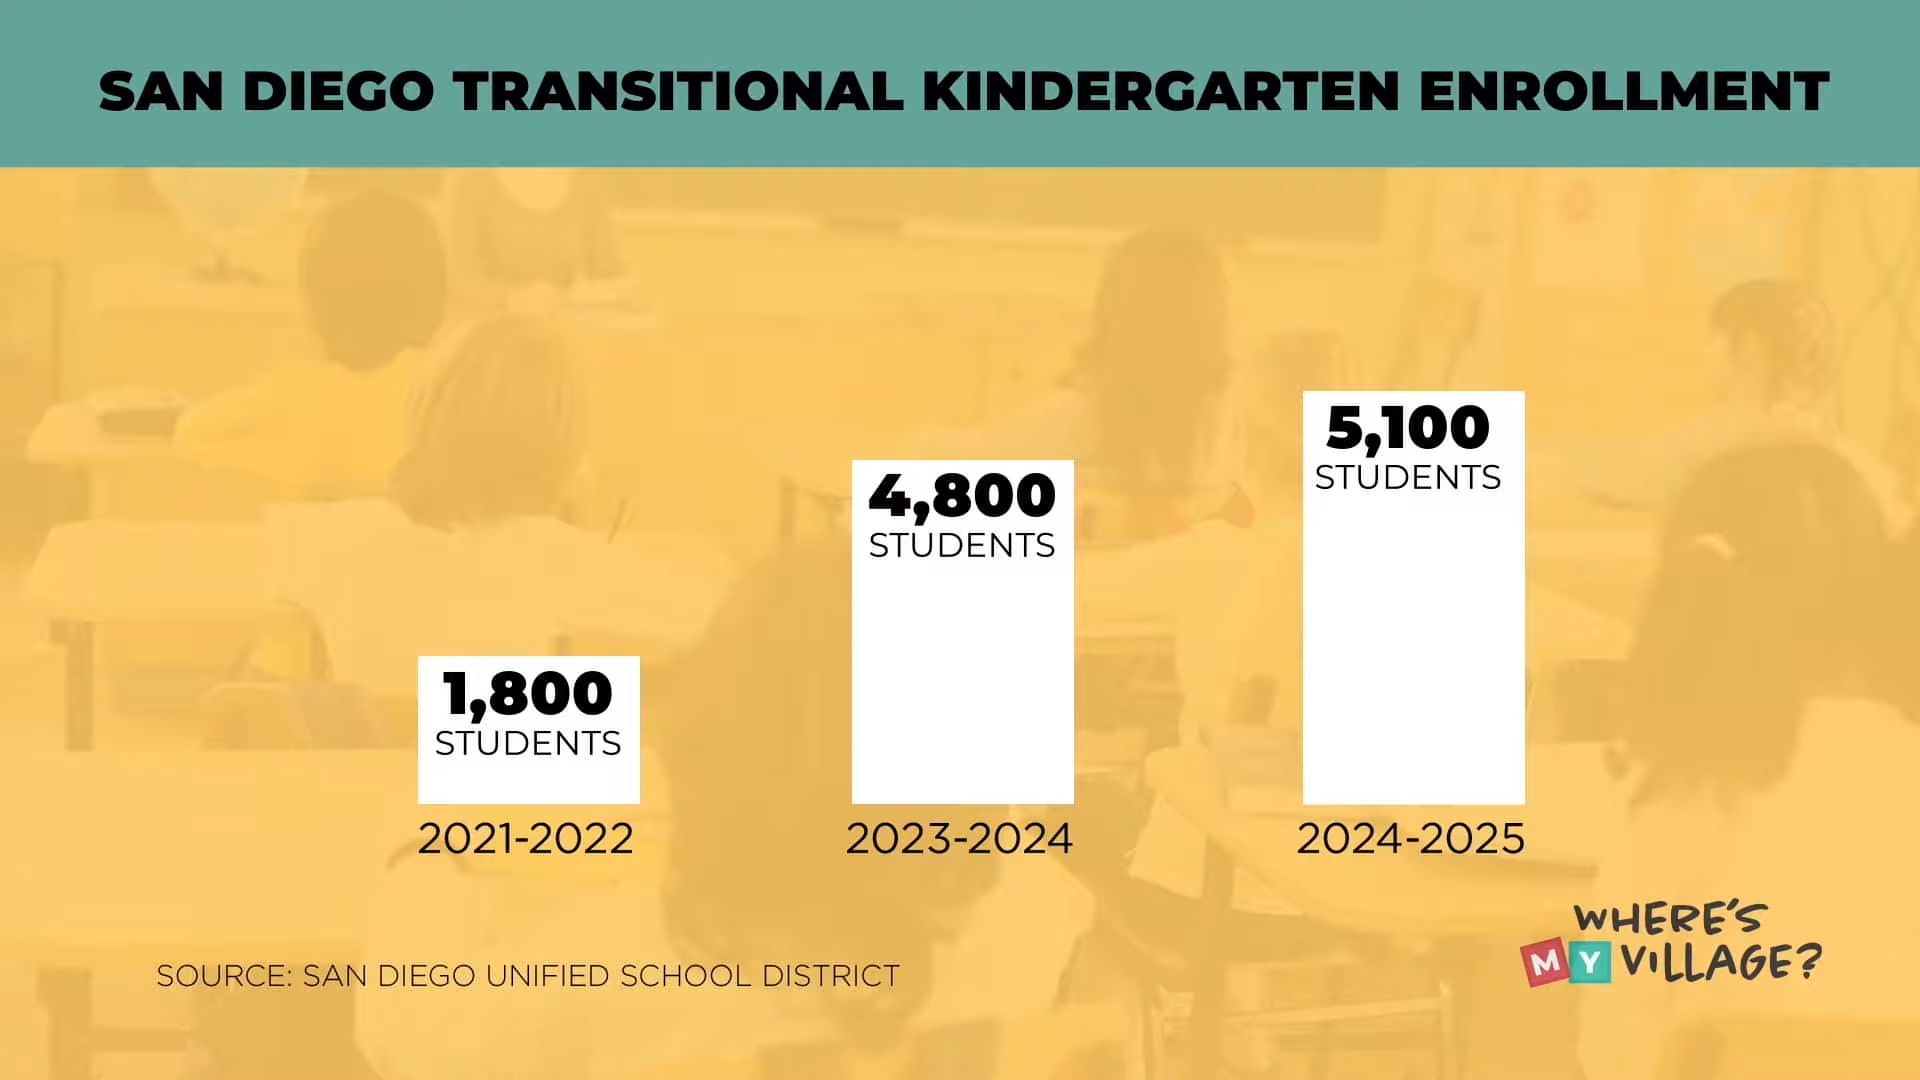 SAN DIEGO TRANSITIONAL KINDERGARTEN ENROLLMENT
1,800
STUDENTS
2021-2022
4,800
STUDENTS
2023-2024
5,100
STUDENTS
2024-2025
SOURCE: SAN DIEGO UNIFIED SCHOOL DISTRICT
WHERE'S
MY VILLAGE?